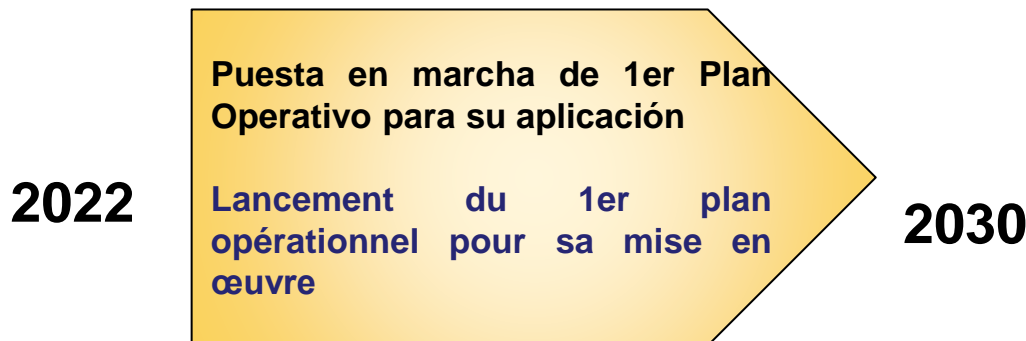 2022
Puesta en marcha de 1er Plan
Operativo para su aplicación
Lancement du 1er plan
opérationnel pour sa mise en
œuvre
2030